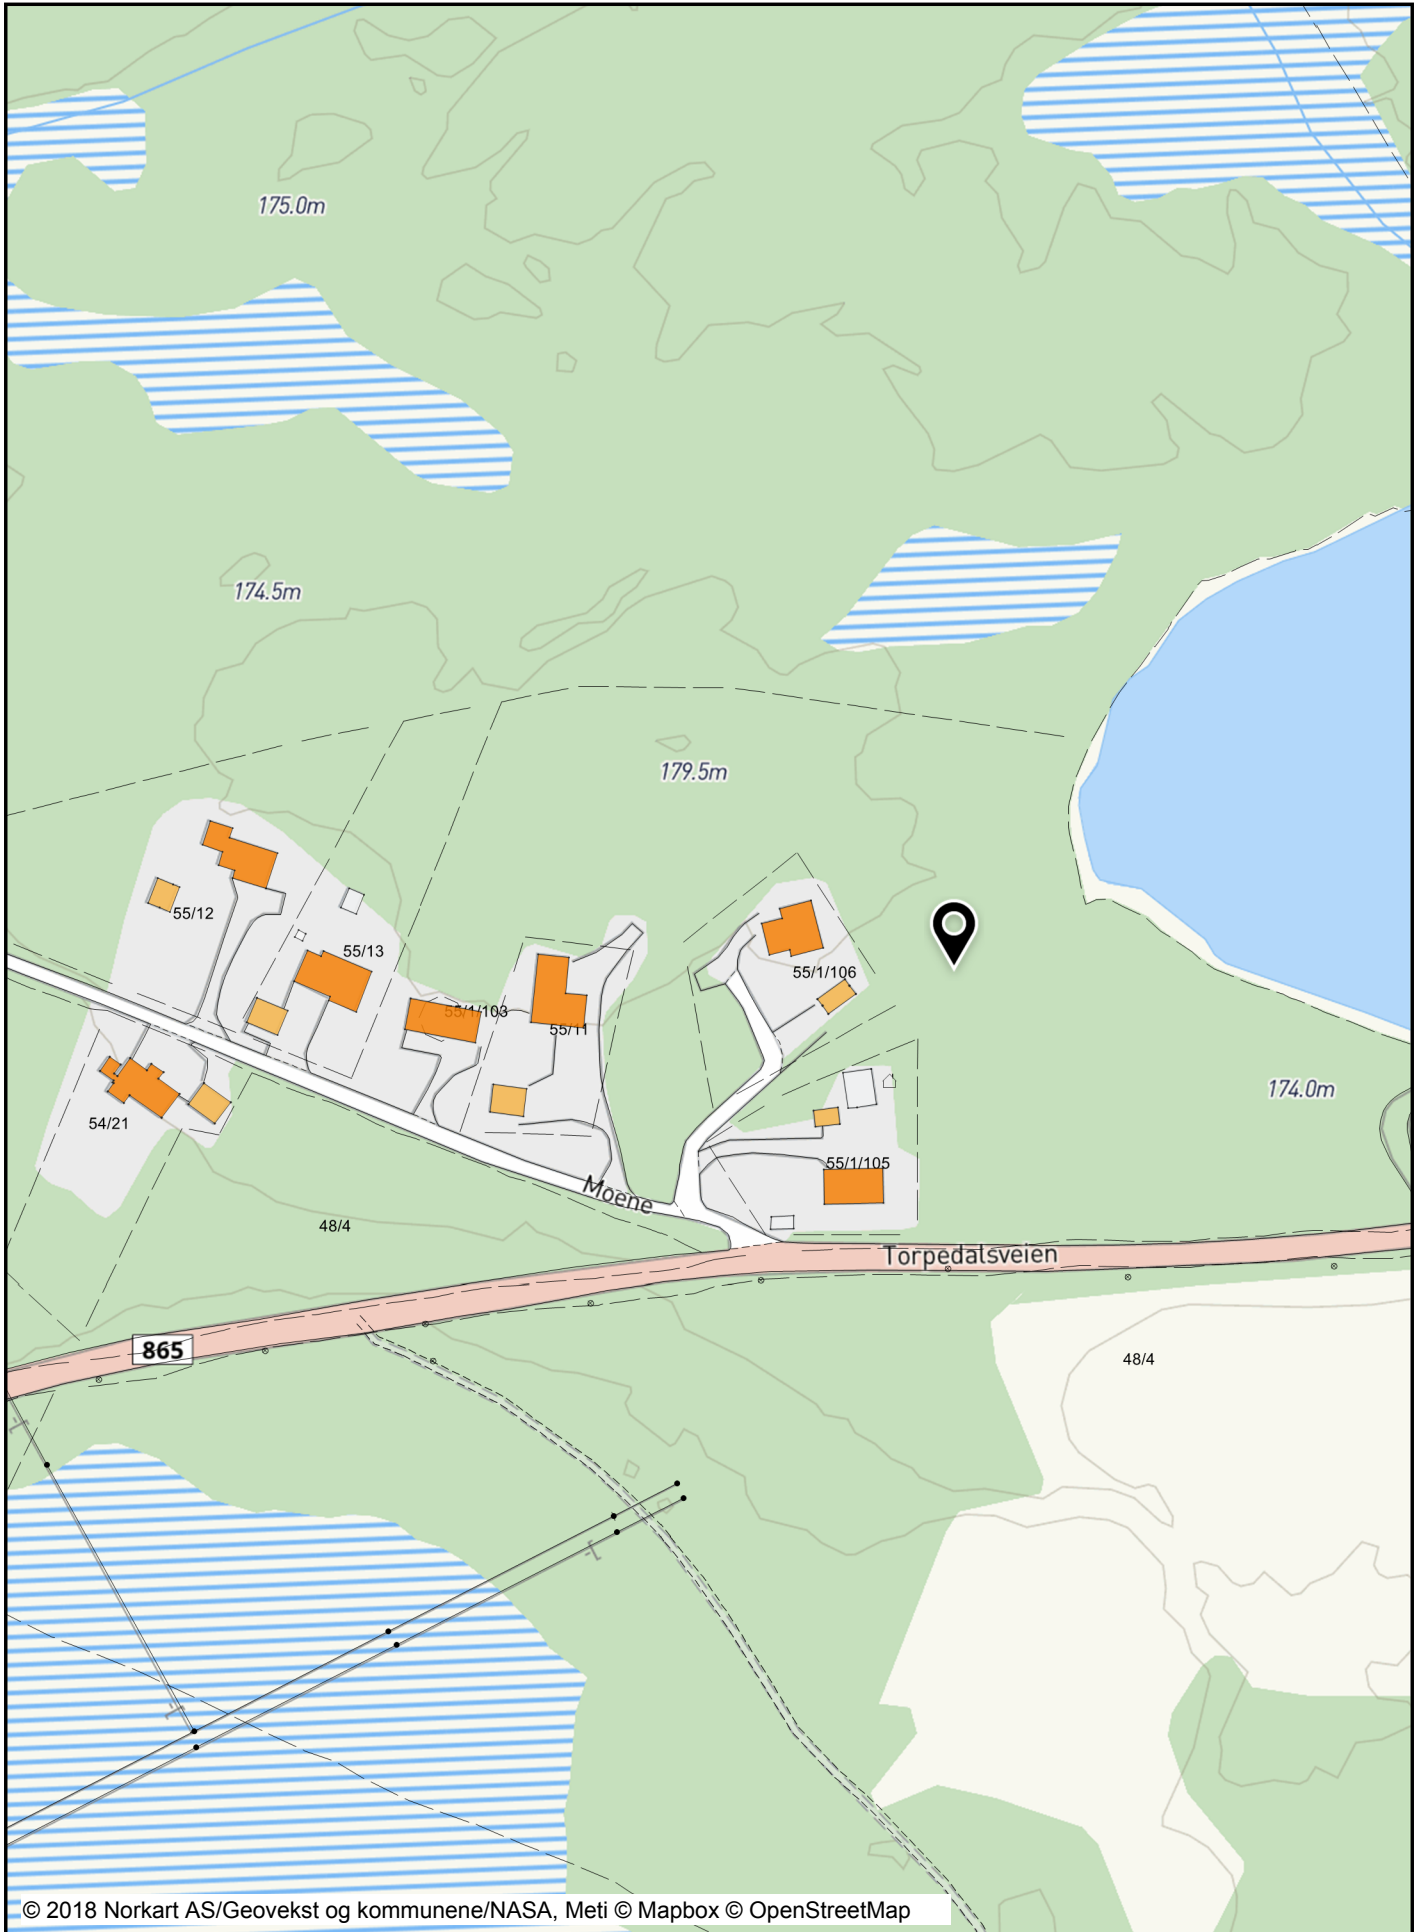 175.0m
174.5m
179.5m
55/12
55/13
55/1/106
55/1/103
55/11
174.0m
54/21
55/1/105
Moene
48/4
Torpedalsveien
865
48/4
© 2018 Norkart AS/Geovekst og kommunene/NASA, Meti © Mapbox © OpenStreetMap